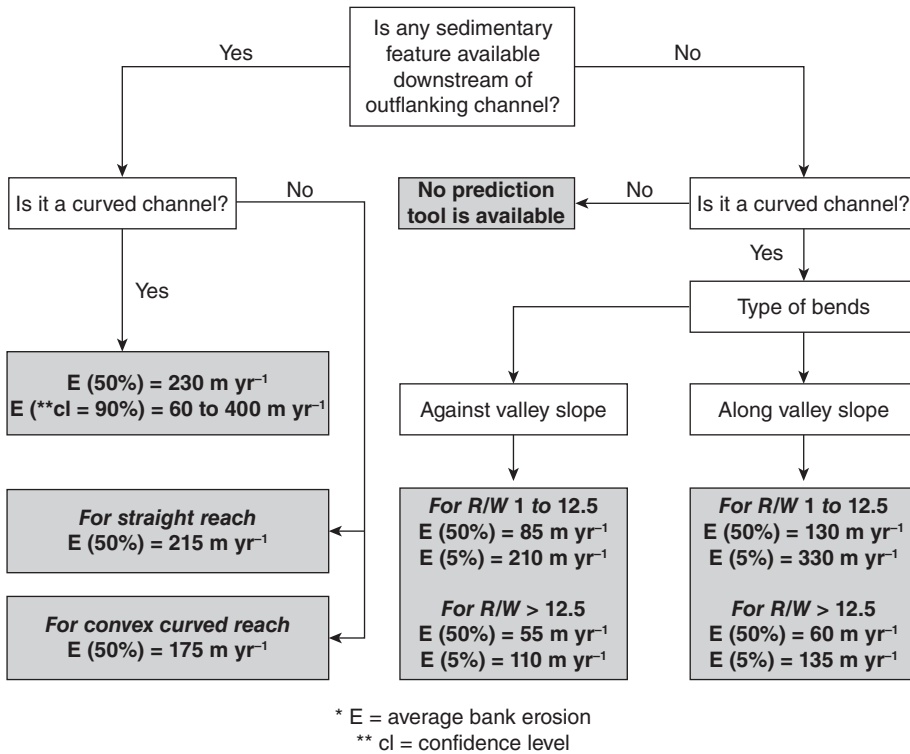 Is any sedimentary
feature available
downstream of
outflanking channel?
Yes
No
Is it a curved channel?
No
Yes
E (50%) = 230 m yr⁻¹
E (**cl = 90%) = 60 to 400 m yr⁻¹
For straight reach
E (50%) = 215 m yr⁻¹
For convex curved reach
E (50%) = 175 m yr⁻¹
No prediction
tool is available
No
Is it a curved channel?
Yes
Type of bends
Against valley slope
For R/W 1 to 12.5
E (50%) = 85 m yr⁻¹
E (5%) = 210 m yr⁻¹
For R/W > 12.5
E (50%) = 55 m yr⁻¹
E (5%) = 110 m yr⁻¹
Along valley slope
For R/W 1 to 12.5
E (50%) = 130 m yr⁻¹
E (5%) = 330 m yr⁻¹
For R/W > 12.5
E (50%) = 60 m yr⁻¹
E (5%) = 135 m yr⁻¹
* E = average bank erosion
** cl = confidence level